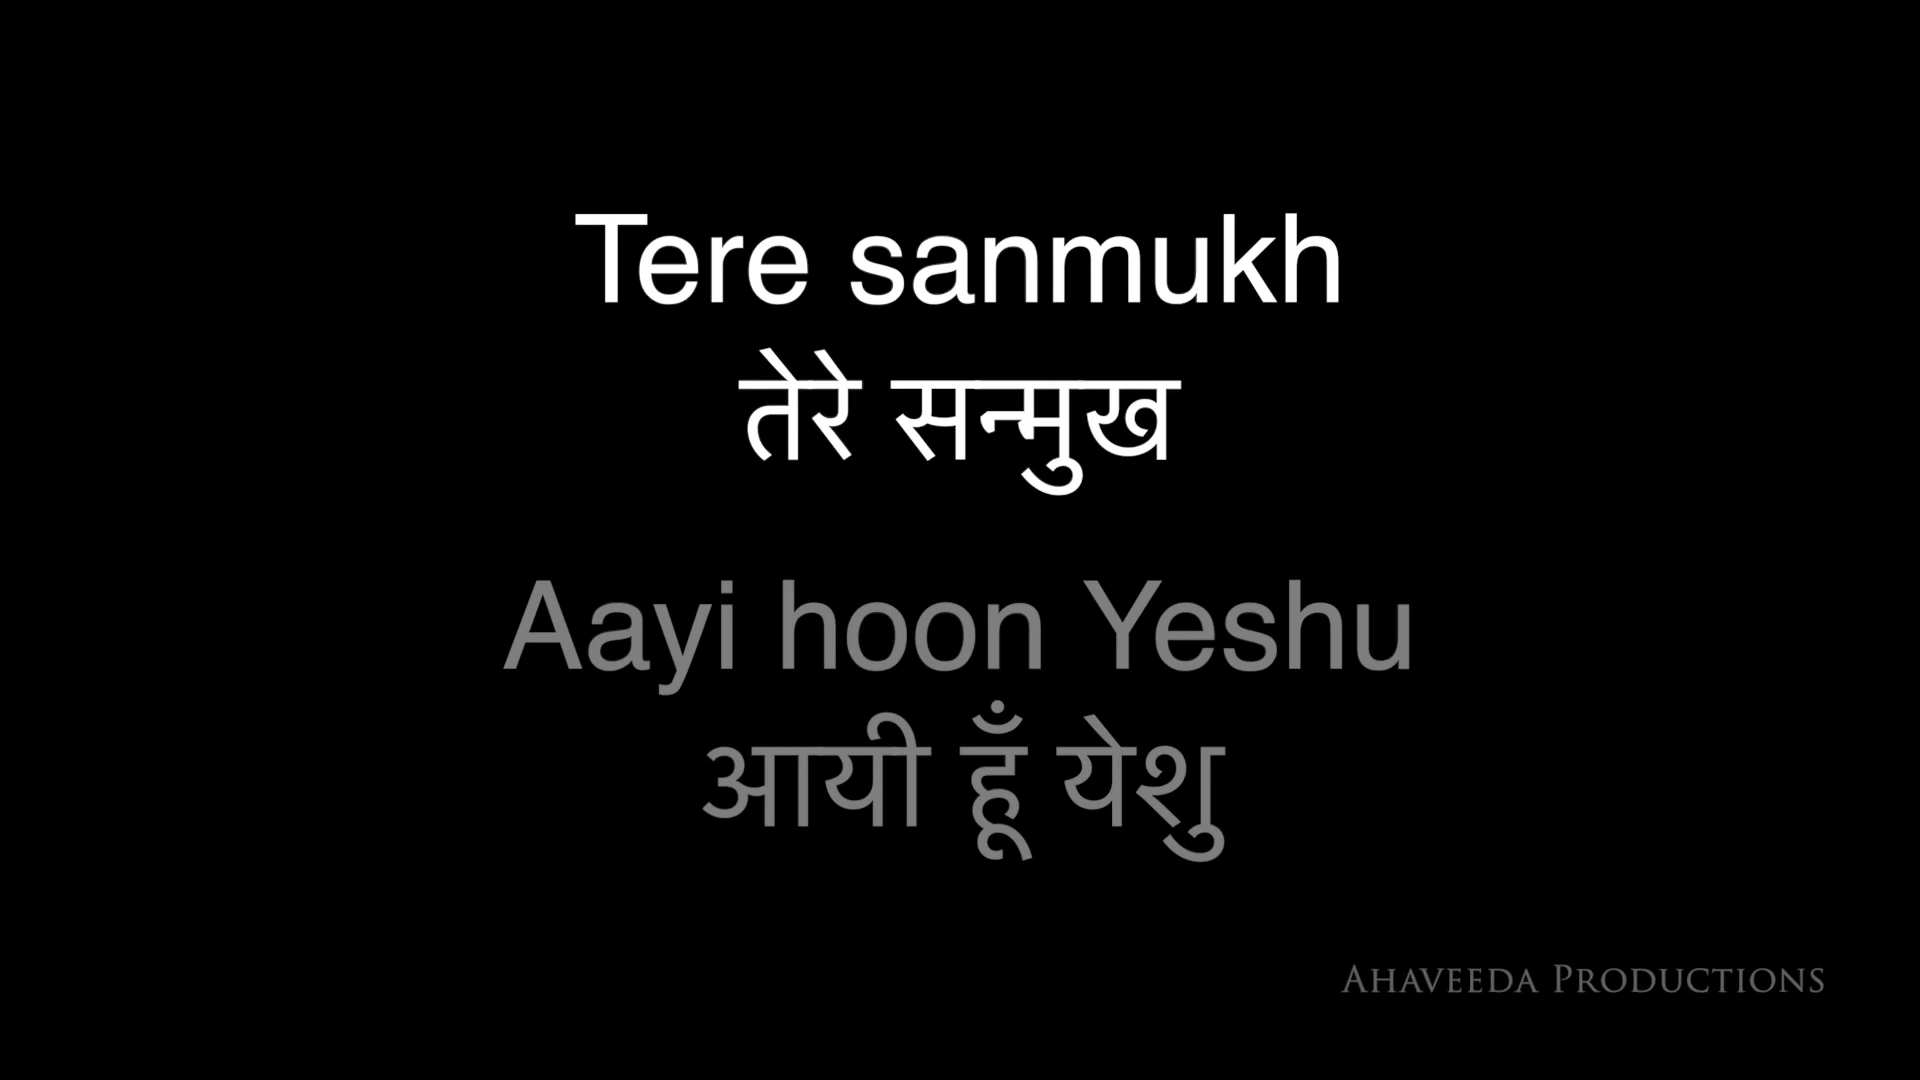 Tere sanmukh
तेरे सन्मुख
Aayi hoon Yeshu
आयी हूँ येशु
AHAVEEDA PRODUCTIONS